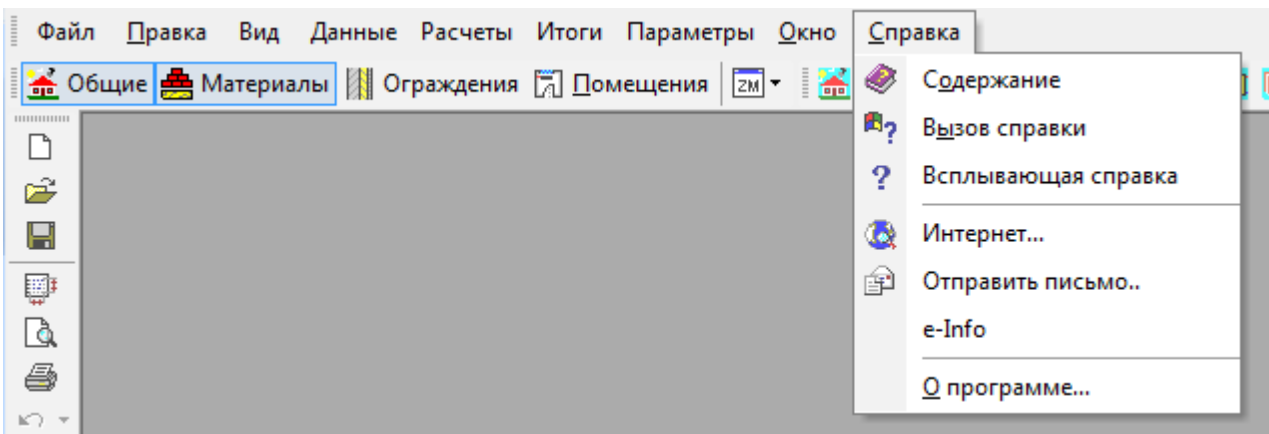 Файл Правка Вид Данные Расчеты Итоги Параметры Окно Справка
Общие Материалы Ограждения Помещения ZM
Содержание
Вызов справки
?
Всплывающая справка
?
Интернет...
Отправить письмо..
e-Info
О программе...